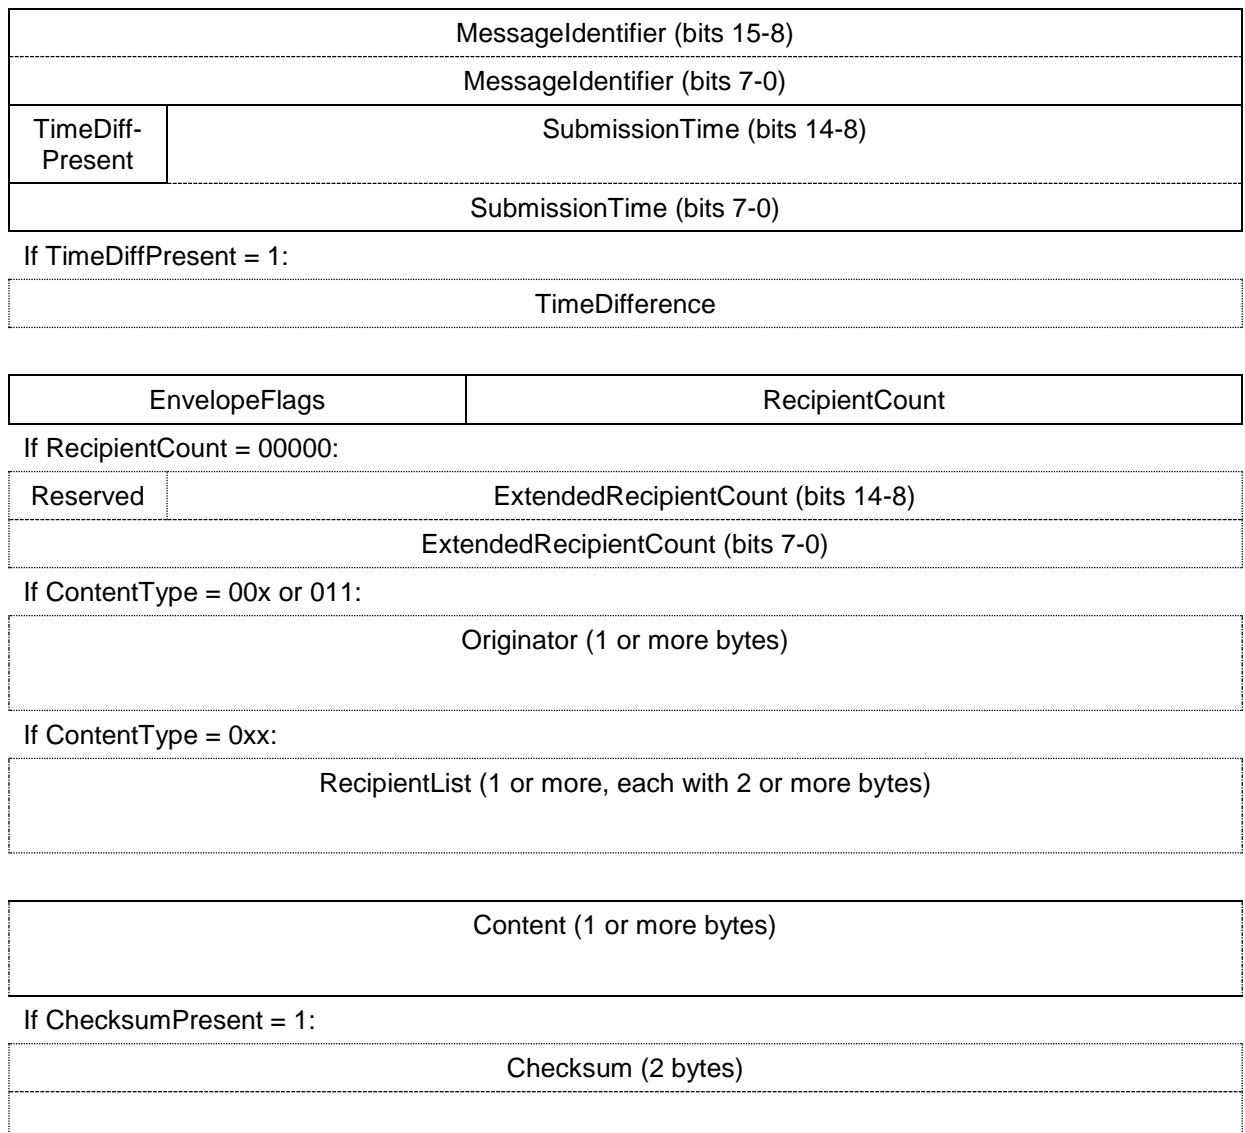 MessageIdentifier (bits 15-8)
MessageIdentifier (bits 7-0)
TimeDiff-
Present
SubmissionTime (bits 14-8)
SubmissionTime (bits 7-0)
If TimeDiffPresent = 1:
TimeDifference
EnvelopeFlags
RecipientCount
If RecipientCount = 00000:
Reserved
ExtendedRecipientCount (bits 14-8)
ExtendedRecipientCount (bits 7-0)
If ContentType = 00x or 011:
Originator (1 or more bytes)
If ContentType = 0xx:
RecipientList (1 or more, each with 2 or more bytes)
Content (1 or more bytes)
If ChecksumPresent = 1:
Checksum (2 bytes)